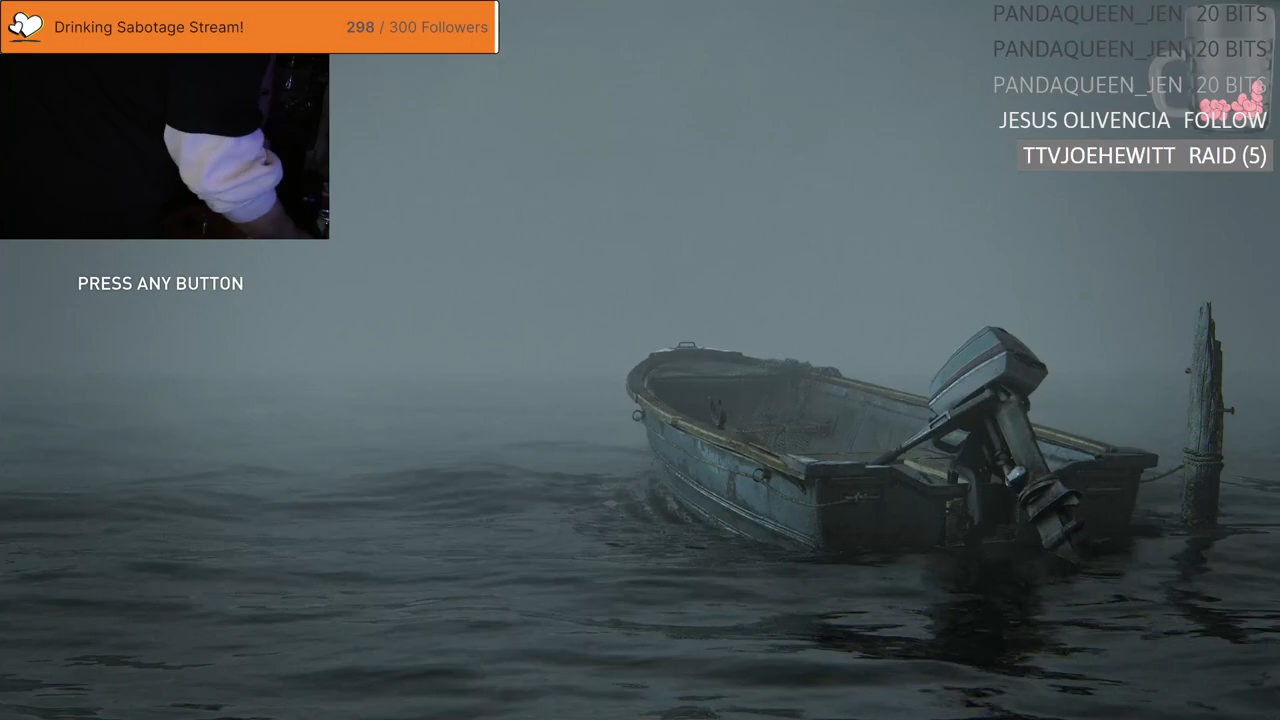 Drinking Sabotage Stream! 298 / 300 Followers
PANDAQUEEN_JEN 20 BITS
PANDAQUEEN_JEN 20 BITS
PANDAQUEEN_JEN 20 BITS
JESUS OLIVENCIA FOLLOW
TTVJOEHEWITT RAID (5)
PRESS ANY BUTTON